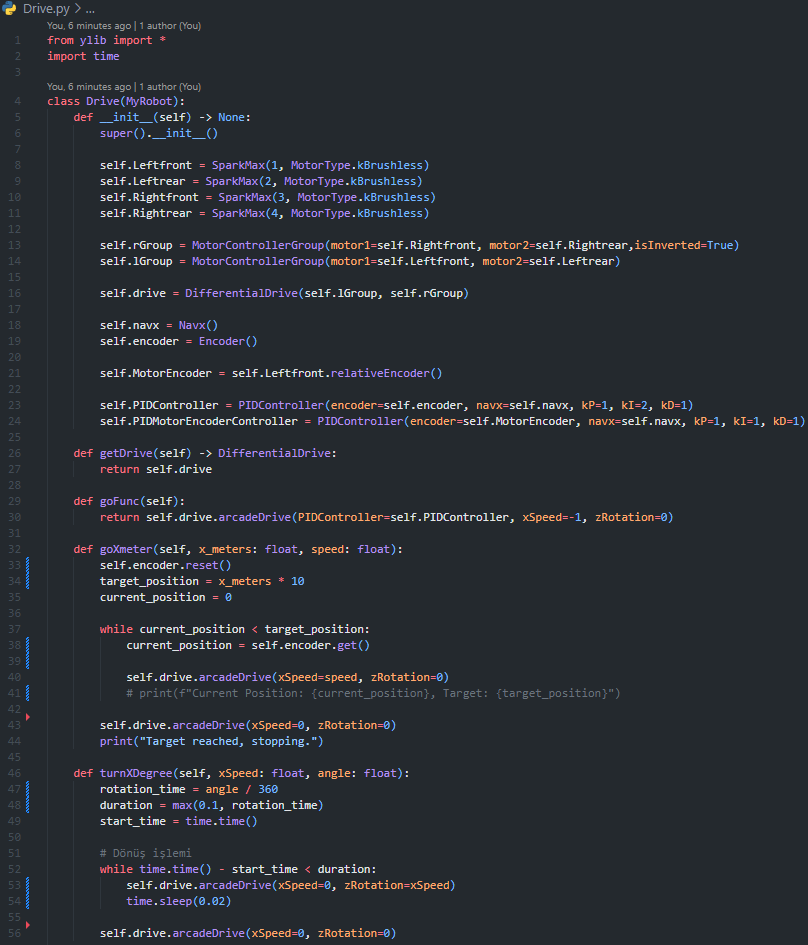 Drive.py > ...
You, 6 minutes ago | 1 author (You)
1 from ylib import *
2 import time
3
You, 6 minutes ago | 1 author (You)
4 class Drive(MyRobot):
5     def __init__(self) -> None:
6         super().__init__()
7
8         self.Leftfront = SparkMax(1, MotorType.kBrushless)
9         self.Leftrear = SparkMax(2, MotorType.kBrushless)
10         self.Rightfront = SparkMax(3, MotorType.kBrushless)
11         self.Rightrear = SparkMax(4, MotorType.kBrushless)
12
13         self.rGroup = MotorControllerGroup(motor1=self.Rightfront, motor2=self.Rightrear,isInverted=True)
14         self.lGroup = MotorControllerGroup(motor1=self.Leftfront, motor2=self.Leftrear)
15
16         self.drive = DifferentialDrive(self.lGroup, self.rGroup)
17
18         self.navx = Navx()
19         self.encoder = Encoder()
20
21         self.MotorEncoder = self.Leftfront.relativeEncoder()
22
23         self.PIDController = PIDController(encoder=self.encoder, navx=self.navx, kP=1, kI=2, kD=1)
24         self.PIDMotorEncoderController = PIDController(encoder=self.MotorEncoder, navx=self.navx, kP=1, kI=1, kD=1)
25
26     def getDrive(self) -> DifferentialDrive:
27         return self.drive
28
29     def goFunc(self):
30         return self.drive.arcadeDrive(PIDController=self.PIDController, xSpeed=-1, zRotation=0)
31
32     def goXmeter(self, x_meters: float, speed: float):
33         self.encoder.reset()
34         target_position = x_meters * 10
35         current_position = 0
36
37         while current_position < target_position:
38             current_position = self.encoder.get()
39
40             self.drive.arcadeDrive(xSpeed=speed, zRotation=0)
41             # print(f"Current Position: {current_position}, Target: {target_position}")
42
43         self.drive.arcadeDrive(xSpeed=0, zRotation=0)
44         print("Target reached, stopping.")
45
46     def turnXDegree(self, xSpeed: float, angle: float):
47         rotation_time = angle / 360
48         duration = max(0.1, rotation_time)
49         start_time = time.time()
50
51         # Dönüş işlemi
52         while time.time() - start_time < duration:
53             self.drive.arcadeDrive(xSpeed=0, zRotation=xSpeed)
54             time.sleep(0.02)
55
56         self.drive.arcadeDrive(xSpeed=0, zRotation=0)